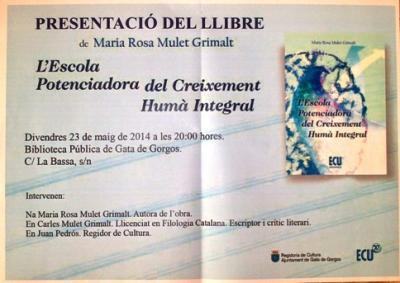 PRESENTACIÓ DEL LLIBRE
de Maria Rosa Mulet Grimalt
L'Escola
Potenciadora del Creixement
Humà Integral
Divendres 23 de maig de 2014 a les 20:00 hores.
Biblioteca Pública de Gata de Gorgos.
C/ La Bassa, s/n
Intervenen:
Na Maria Rosa Mulet Grimalt. Autora de l'obra.
En Carles Mulet Grimalt. Llicenciat en Filologia Catalana. Escriptor i crític literari.
En Juan Pedrós. Regidor de Cultura.
Maria Rosa Mulet Grimalt
L'Escola
Potenciadora
del Creixement
Humà Integral
ECU
Regidoria de Cultura
Ajuntament de Gata de Gorgos
ECU 20